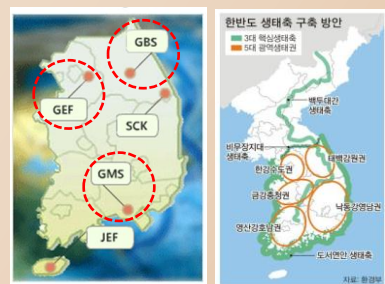 GBS
GEF
SCK
GMS
JEF
한반도 생태축 구축 방안
3대 핵심생태축
5대 광역생태권
백두대간
생태축
비무장지대
생태축
태백강원권
한강수도권
금강충청권
낙동강영남권
영산강호남권
도서연안 생태축
자료: 환경부